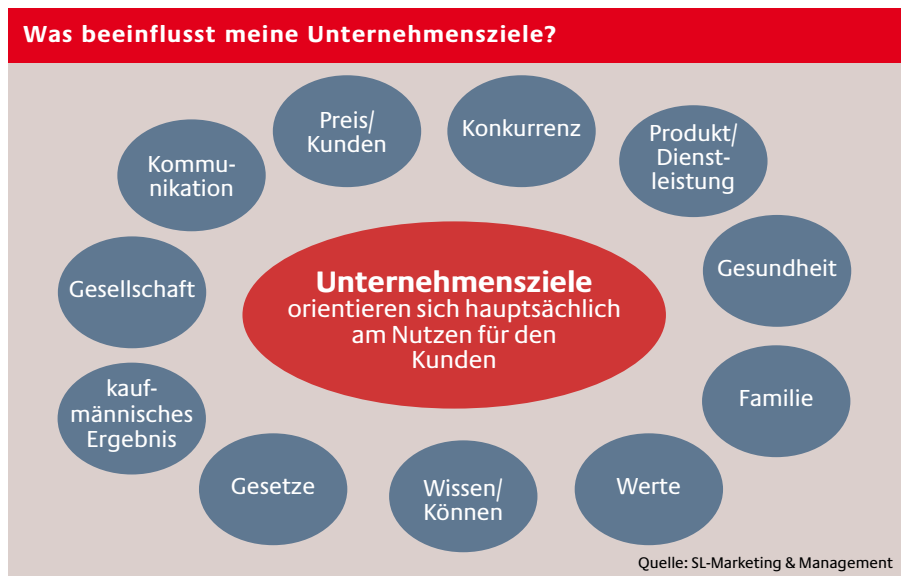 Was beeinflusst meine Unternehmensziele?
Preis/
Kunden
Konkurrenz
Produkt/
Dienst-
leistung
Kommu-
nikation
Gesundheit
Gesellschaft
Unternehmensziele
orientieren sich hauptsächlich
am Nutzen für den
Kunden
Familie
kauf-
männisches
Ergebnis
Gesetze
Wissen/
Können
Werte
Quelle: SL-Marketing & Management